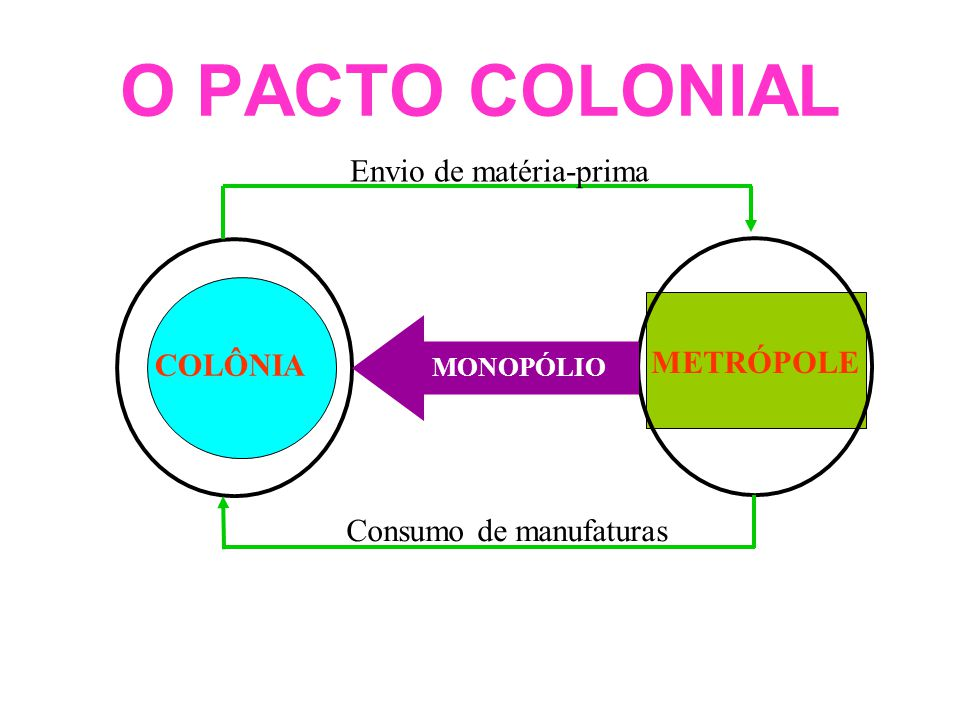 O PACTO COLONIAL
Envio de matéria-prima
COLÔNIA
MONOPÓLIO
METRÓPOLE
Consumo de manufaturas